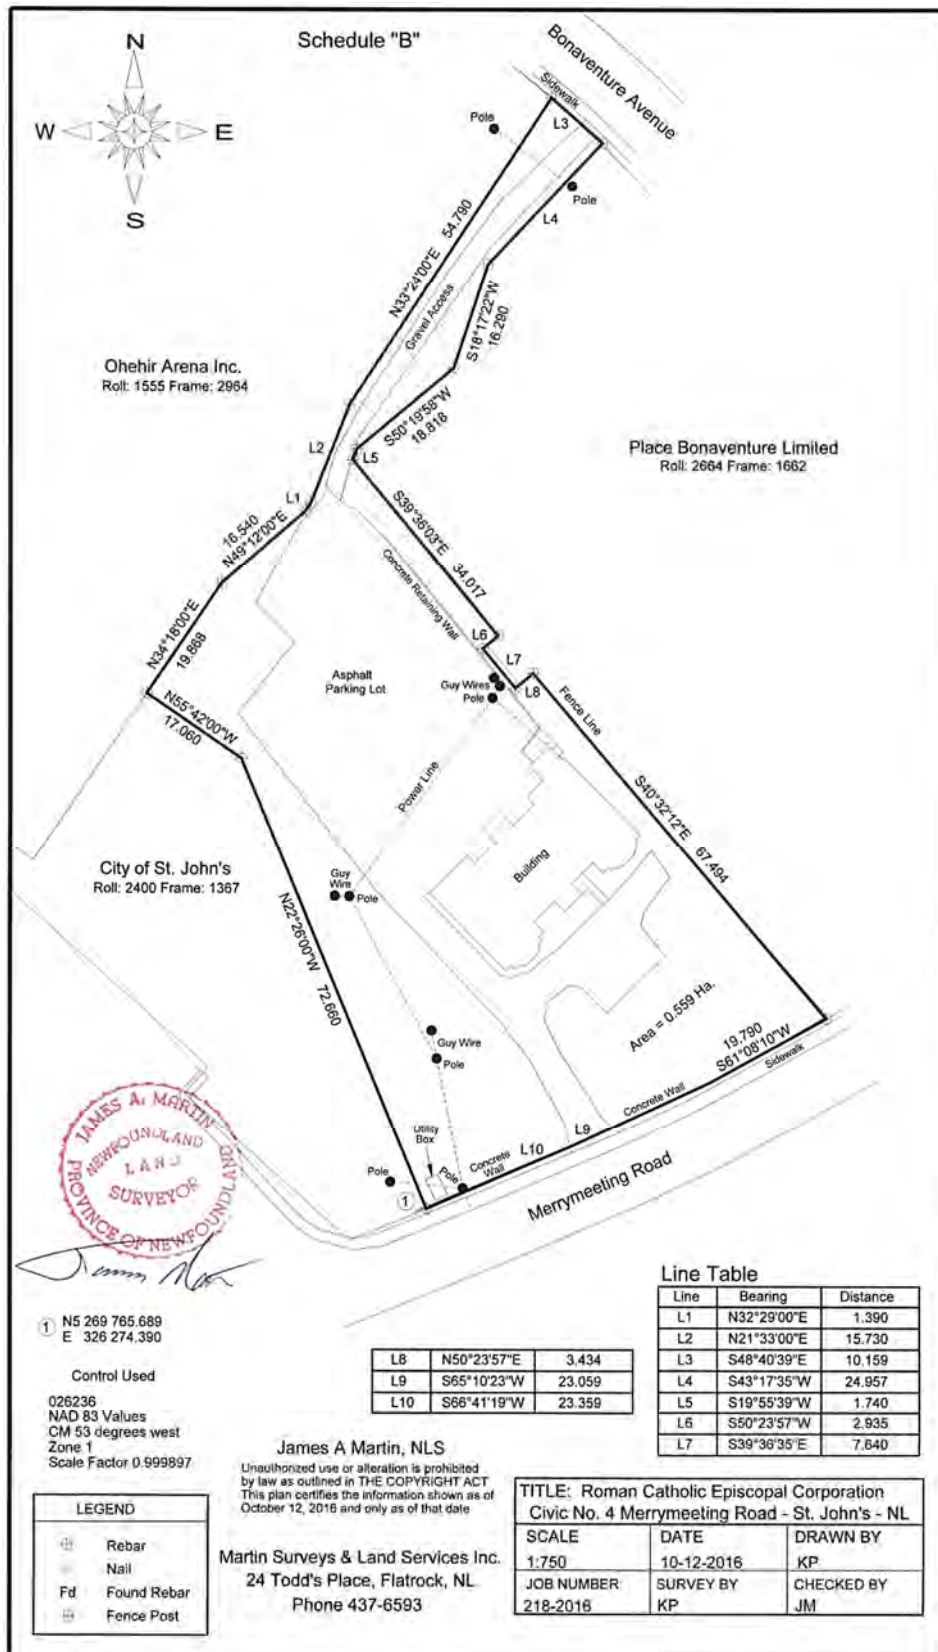 Schedule "B"
N
W
E
S
Bonaventure Avenue
Sidewalk
L3
Pole
Pole
L4
N33°24'00"E 54.790
Gravel Access
S18°17'22"W
16.290
Ohehir Arena Inc.
Roll: 1555 Frame: 2964
S50°19'58"W
18.818
L2
L5
Place Bonaventure Limited
Roll: 2664 Frame: 1662
L1
16.540
N49°12'00"E
S39°36'03"E 34.017
Concrete Retaining Wall
N34°18'00"E
19.868
L6
L7
L8
Asphalt
Parking Lot
Guy Wires
Pole
Fence Line
N55°42'00"W
17.060
Power Line
S40°32'12"E 67.494
City of St. John's
Roll: 2400 Frame: 1367
Building
Guy
Wire
Pole
N22°26'00"W 72.660
Area = 0.559 Ha.
Guy Wire
Pole
19.790
S61°08'10"W
Sidewalk
Concrete Wall
L9
L10
Utility
Box
Concrete
Wall
Pole
Pole
1
Merrymeeting Road
JAMES A. MARTIN
NEWFOUNDLAND
LAND
SURVEYOR
PROVINCE OF NEWFOUNDLAND
1 N5 269 765.689
E 326 274.390
Control Used
026236
NAD 83 Values
CM 53 degrees west
Zone 1
Scale Factor 0.999897
Line Table
Line Bearing Distance
L1 N32°29'00"E 1.390
L2 N21°33'00"E 15.730
L3 S48°40'39"E 10.159
L4 S43°17'35"W 24.957
L5 S19°55'39"W 1.740
L6 S50°23'57"W 2.935
L7 S39°36'35"E 7.640
L8 N50°23'57"E 3.434
L9 S65°10'23"W 23.059
L10 S66°41'19"W 23.359
James A Martin, NLS
Unauthorized use or alteration is prohibited
by law as outlined in THE COPYRIGHT ACT
This plan certifies the information shown as of
October 12, 2016 and only as of that date
Martin Surveys & Land Services Inc.
24 Todd's Place, Flatrock, NL
Phone 437-6593
LEGEND
Rebar
Nail
Fd Found Rebar
Fence Post
TITLE: Roman Catholic Episcopal Corporation
Civic No. 4 Merrymeeting Road - St. John's - NL
SCALE DATE DRAWN BY
1:750 10-12-2016 KP
JOB NUMBER SURVEY BY CHECKED BY
218-2016 KP JM